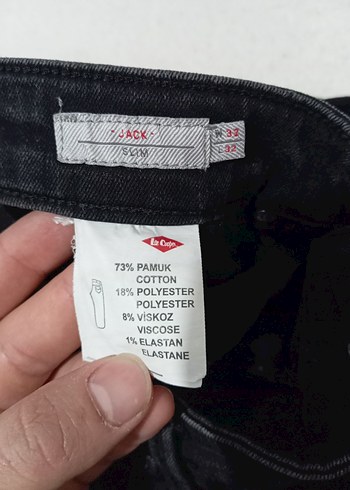 - JACK -
SLIM
W 32
L 32
Lee Cooper
73% PAMUK
COTTON
18% POLYESTER
POLYESTER
8% VİSKOZ
VISCOSE
1% ELASTAN
ELASTANE